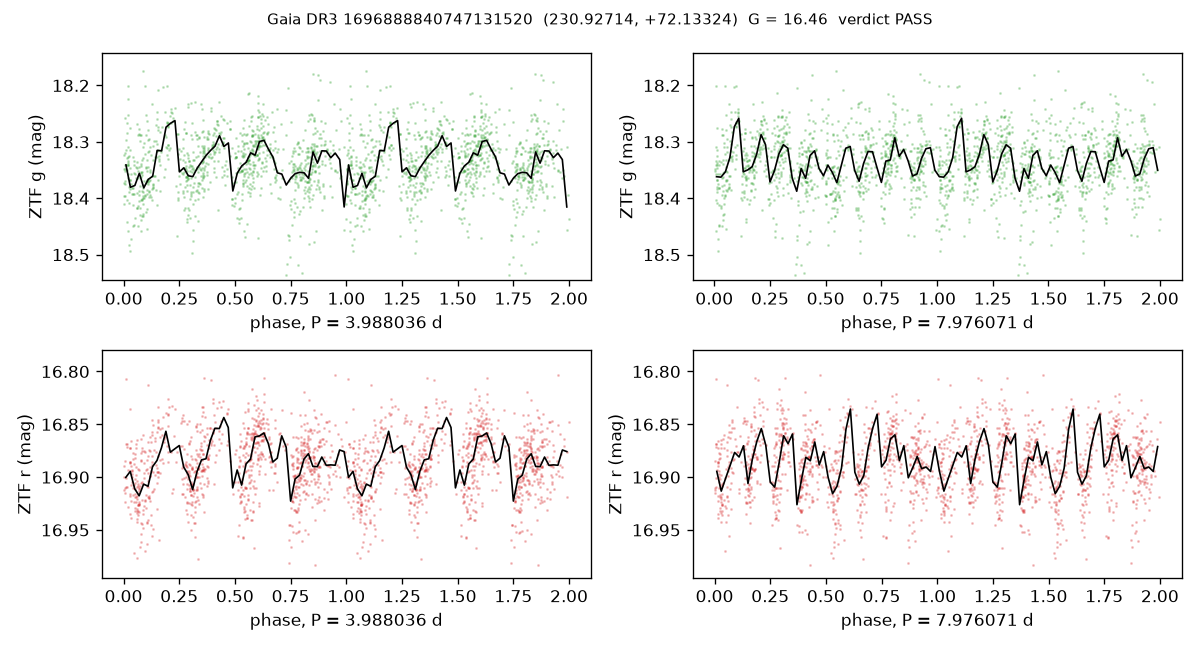 Gaia DR3 1696888840747131520 (230.92714, +72.13324) G = 16.46 verdict PASS
ZTF g (mag)
18.2
18.3
18.4
18.5
0.00 0.25 0.50 0.75 1.00 1.25 1.50 1.75 2.00
phase, P = 3.988036 d
ZTF g (mag)
18.2
18.3
18.4
18.5
0.00 0.25 0.50 0.75 1.00 1.25 1.50 1.75 2.00
phase, P = 7.976071 d
ZTF r (mag)
16.80
16.85
16.90
16.95
0.00 0.25 0.50 0.75 1.00 1.25 1.50 1.75 2.00
phase, P = 3.988036 d
ZTF r (mag)
16.80
16.85
16.90
16.95
0.00 0.25 0.50 0.75 1.00 1.25 1.50 1.75 2.00
phase, P = 7.976071 d